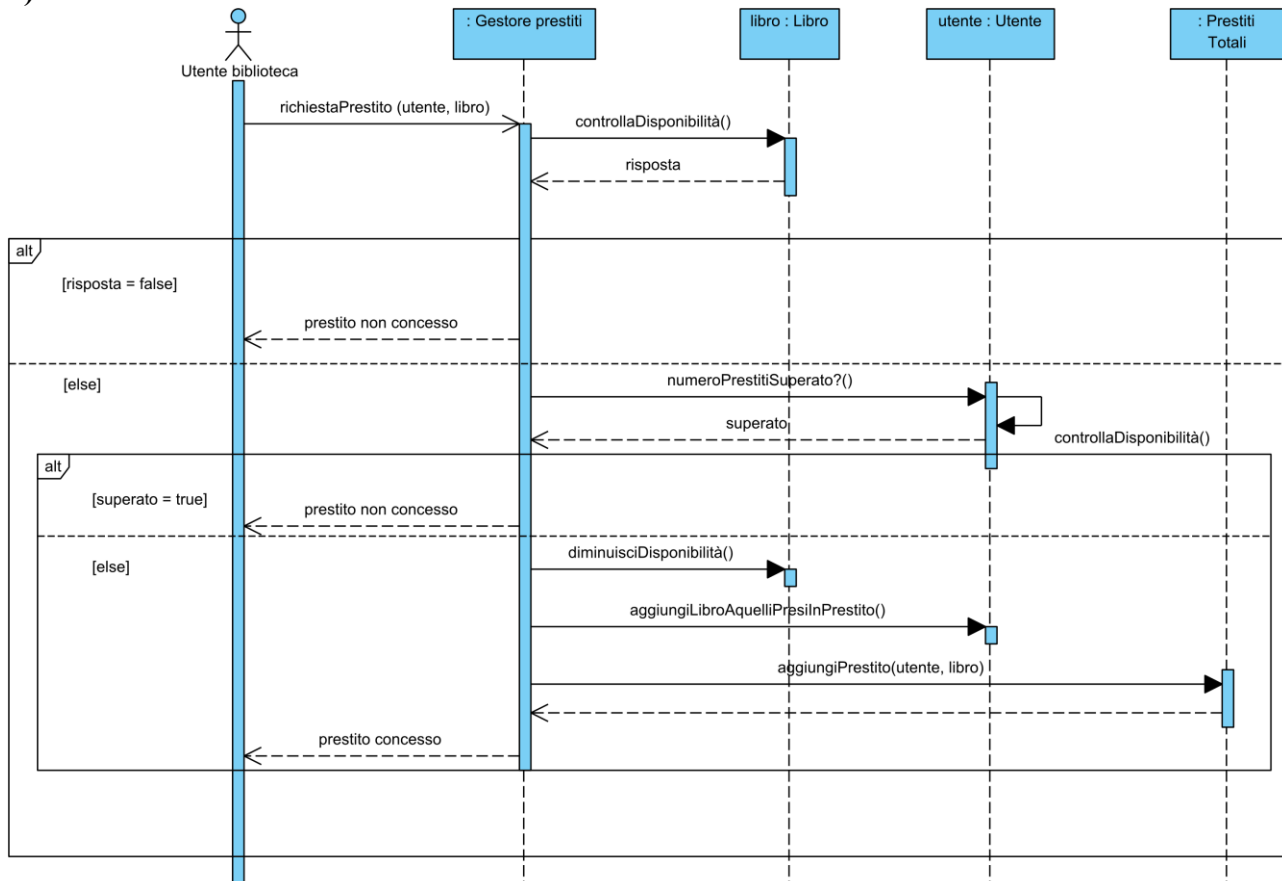 : Gestore prestiti
libro : Libro
utente : Utente
: Prestiti
Totali
Utente biblioteca
richiestaPrestito (utente, libro)
controllaDisponibilità()
risposta
alt
[risposta = false]
prestito non concesso
[else]
numeroPrestitiSuperato?()
superato
controllaDisponibilità()
alt
[superato = true]
prestito non concesso
[else]
diminuisciDisponibilità()
aggiungiLibroAquelliPresiInPrestito()
aggiungiPrestito(utente, libro)
prestito concesso